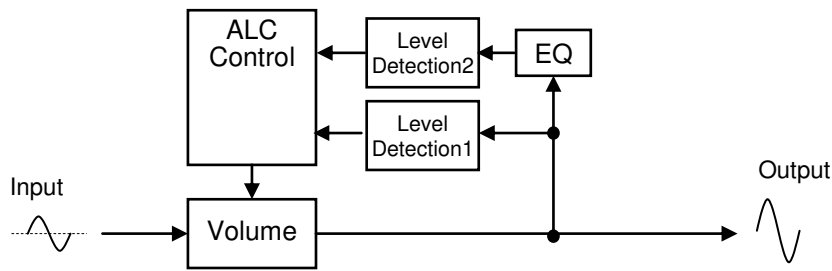 ALC
Control
Level
Detection2
EQ
Level
Detection1
Input
Volume
Output